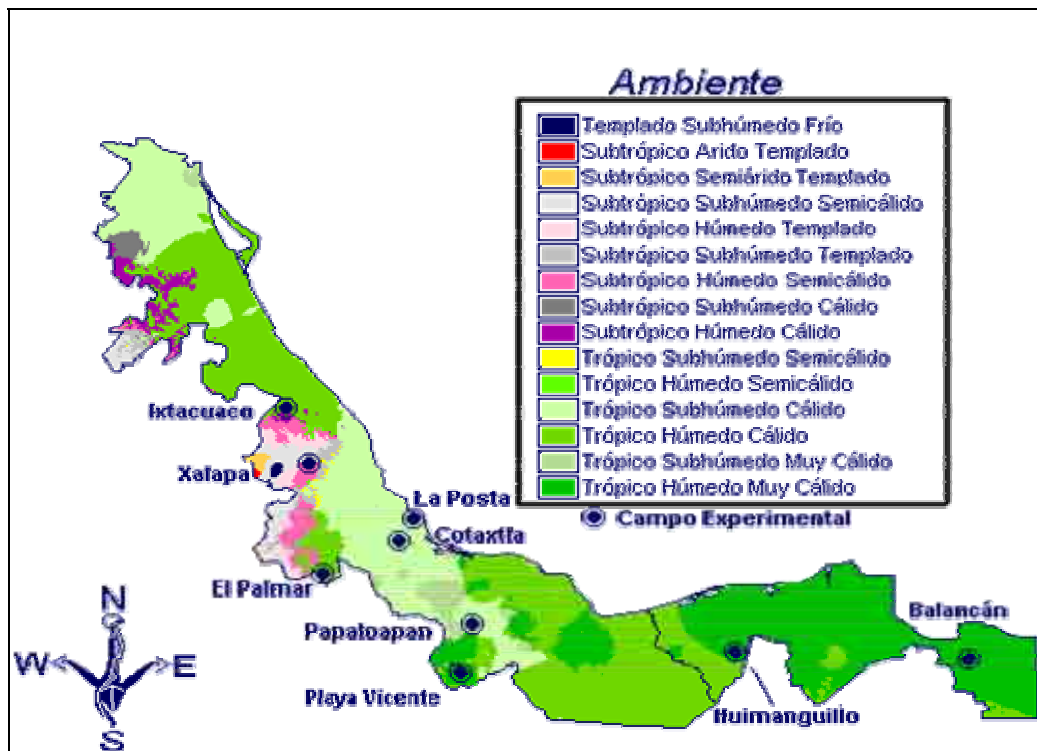 Ambiente
Templado Subhúmedo Frío
Subtrópico Arido Templado
Subtrópico Semiárido Templado
Subtrópico Subhúmedo Semicálido
Subtrópico Húmedo Templado
Subtrópico Subhúmedo Templado
Subtrópico Húmedo Semicálido
Subtrópico Subhúmedo Cálido
Subtrópico Húmedo Cálido
Trópico Subhúmedo Semicálido
Trópico Húmedo Semicálido
Trópico Subhúmedo Cálido
Trópico Húmedo Cálido
Trópico Subhúmedo Muy Cálido
Trópico Húmedo Muy Cálido
Campo Experimental
Ixtacuaco
Xalapa
La Posta
Cotaxtla
El Palmar
Papaloapan
Playa Vicente
Huimanguillo
Balancán
N
W
E
S